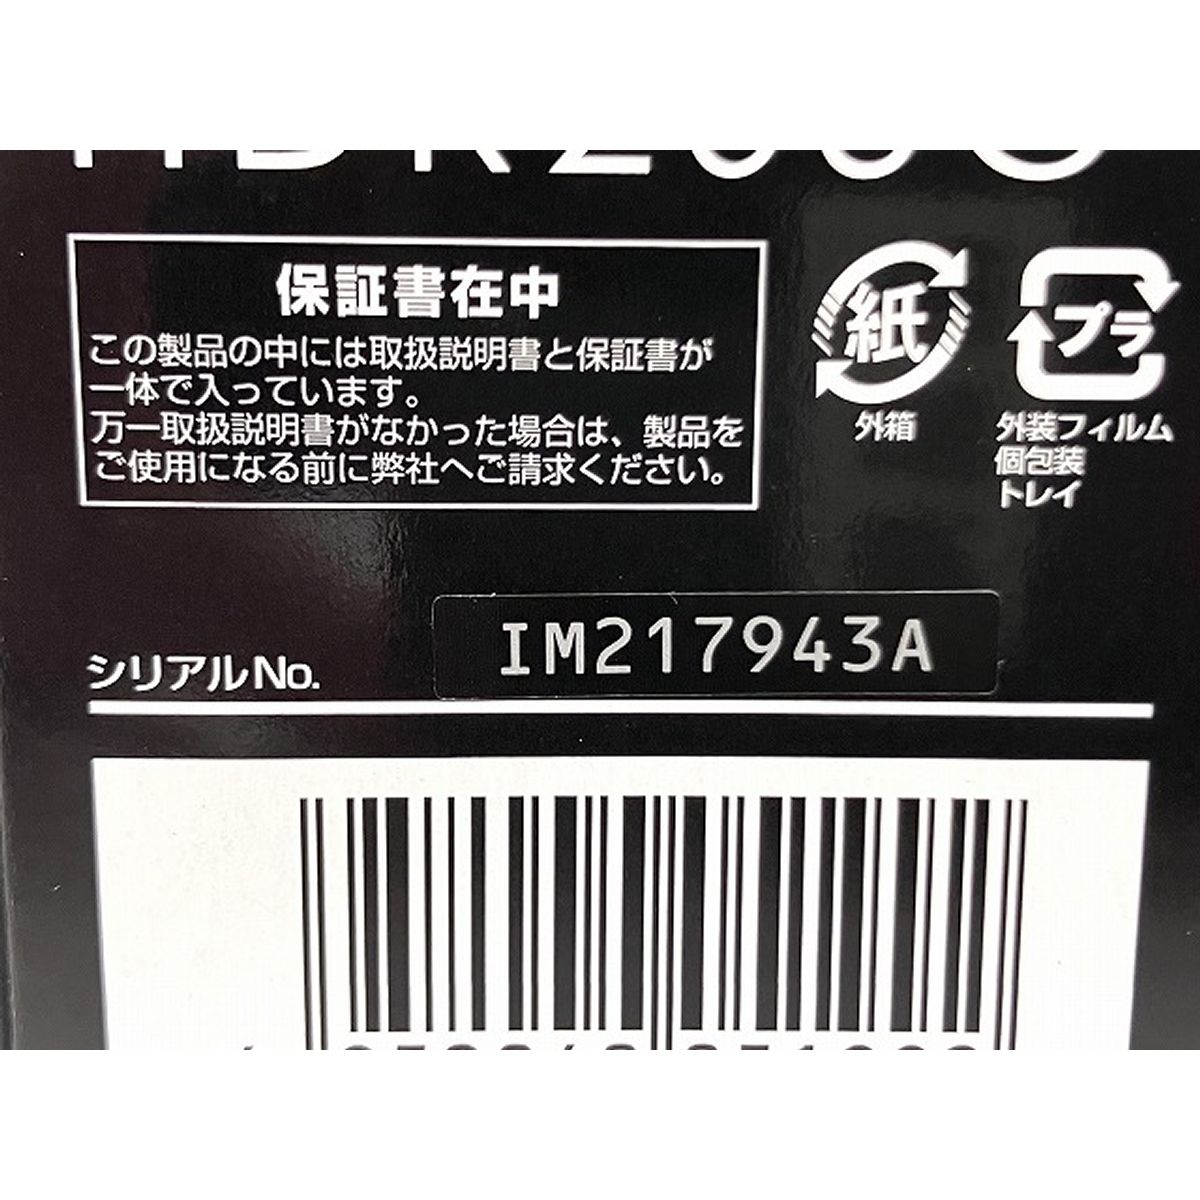 保証書在中
この製品の中には取扱説明書と保証書が
一体で入っています。
万一取扱説明書がなかった場合は、製品を
ご使用になる前に弊社へご請求ください。
紙
外箱
プラ
外装フィルム
個包装
トレイ
シリアルNo. IM217943A